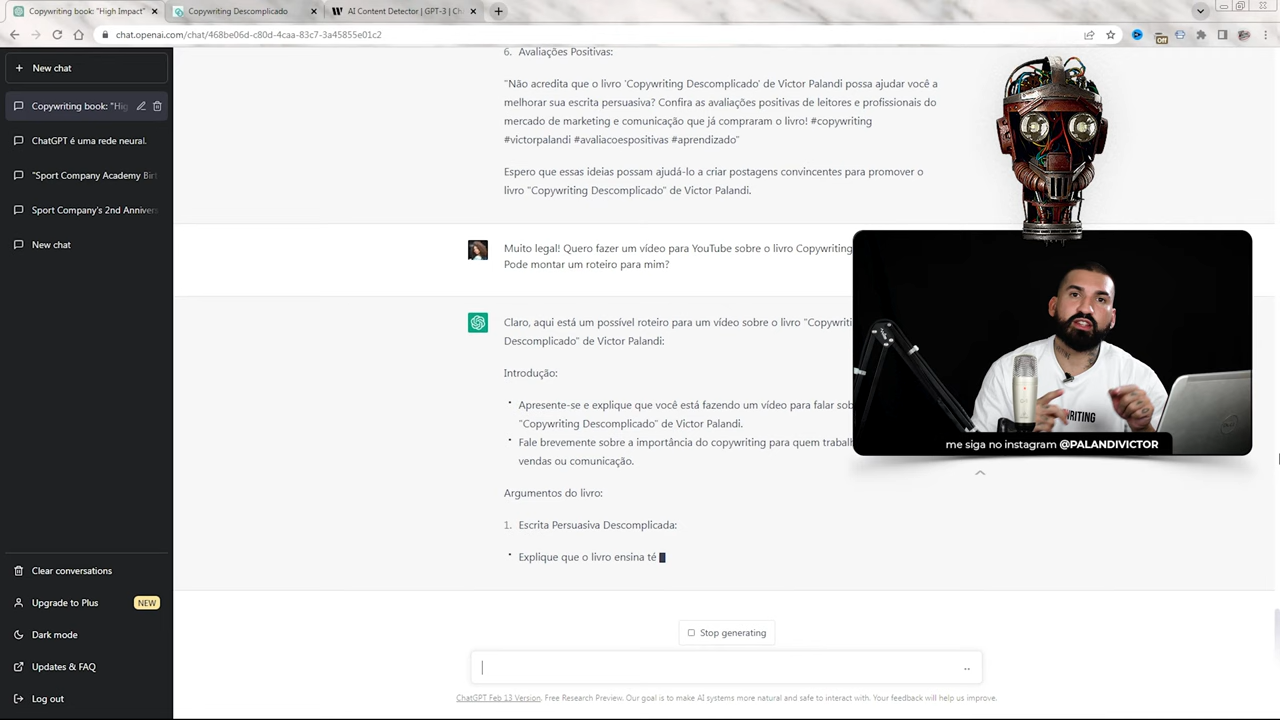 Copywriting book: "High Impact"
Copywriting Descomplicado
AI Content Detector | GPT-3 | Ch
chat.openai.com/chat/468be06d-c80d-4caa-83c7-3a45855e01c2
Off
New chat
Copywriting book: "Hig
ChatGPT é uma rede neural.
"Sport Company Academy Birt
Sport Company's 2nd Annivers
New chat
Clear conversations
Upgrade to Plus
NEW
Dark mode
Updates & FAQ
Log out
6. Avaliações Positivas:
"Não acredita que o livro 'Copywriting Descomplicado' de Victor Palandi possa ajudar você a
melhorar sua escrita persuasiva? Confira as avaliações positivas de leitores e profissionais do
mercado de marketing e comunicação que já compraram o livro! #copywriting
#victorpalandi #avaliacoespositivas #aprendizado"
Espero que essas ideias possam ajudá-lo a criar postagens convincentes para promover o
livro "Copywriting Descomplicado" de Victor Palandi.
Muito legal! Quero fazer um vídeo para YouTube sobre o livro Copywriting
Pode montar um roteiro para mim?
Claro, aqui está um possível roteiro para um vídeo sobre o livro "Copywriti
Descomplicado" de Victor Palandi:
Introdução:
• Apresente-se e explique que você está fazendo um vídeo para falar sob
"Copywriting Descomplicado" de Victor Palandi.
• Fale brevemente sobre a importância do copywriting para quem trabalh
vendas ou comunicação.
Argumentos do livro:
1. Escrita Persuasiva Descomplicada:
• Explique que o livro ensina té
WRITING
me siga no instagram @PALANDIVICTOR
Stop generating
ChatGPT Feb 13 Version. Free Research Preview. Our goal is to make AI systems more natural and safe to interact with. Your feedback will help us improve.